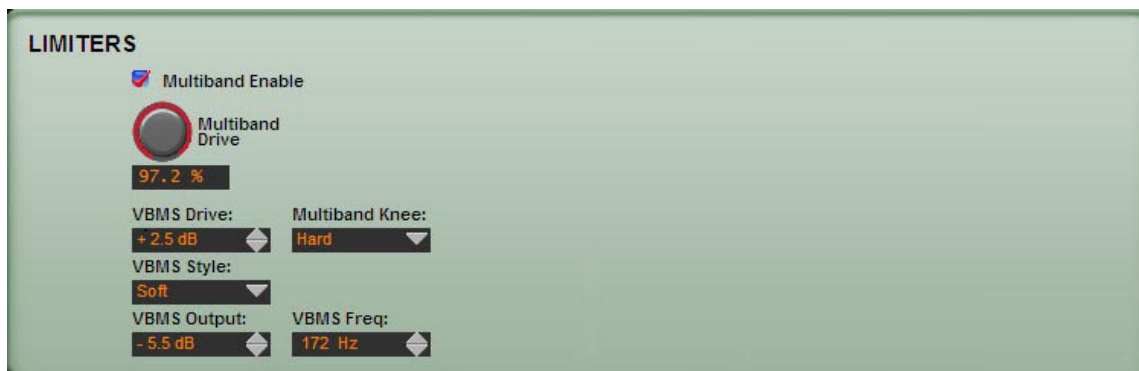 LIMITERS
Multiband Enable
Multiband
Drive
97.2 %
VBMS Drive: Multiband Knee:
+ 2.5 dB Hard
VBMS Style:
Soft
VBMS Output: VBMS Freq:
- 5.5 dB 172 Hz